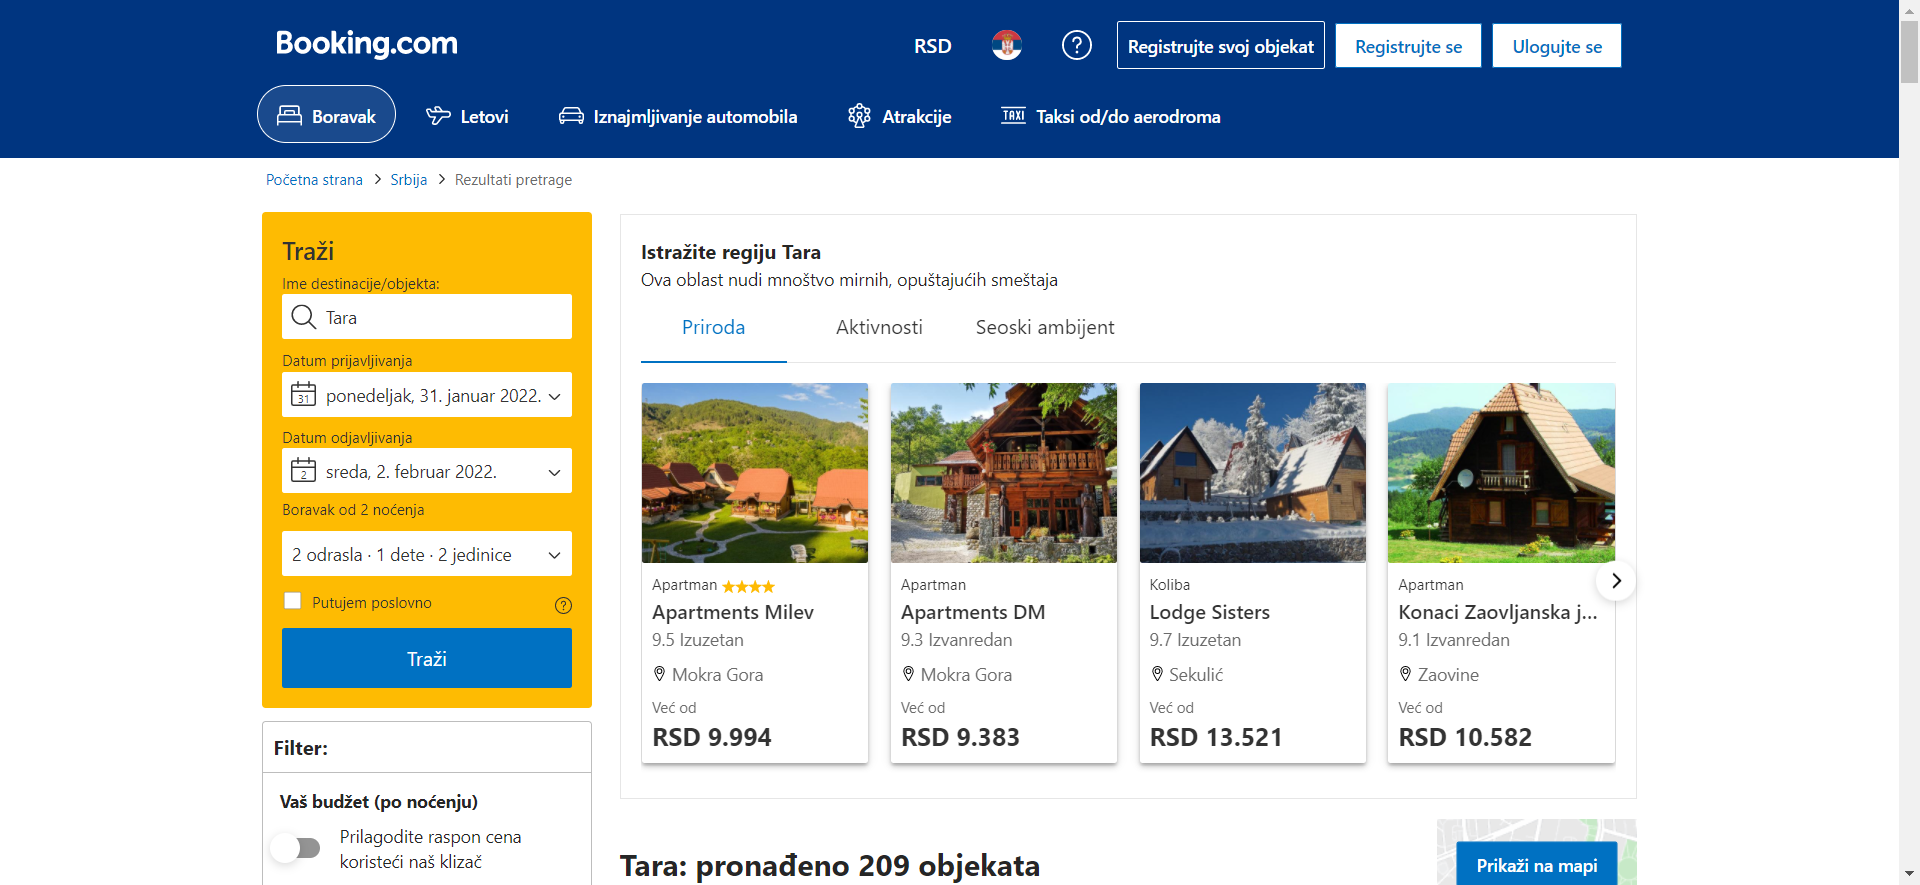 Booking.com
RSD
Registrujte svoj objekat
Registrujte se
Ulogujte se
Boravak
Letovi
Iznajmljivanje automobila
Atrakcije
TAXI
Taksi od/do aerodroma
Početna strana
Srbija
Rezultati pretrage
Traži
Ime destinacije/objekta:
Tara
Datum prijavljivanja
31
ponedeljak, 31. januar 2022.
Datum odjavljivanja
2
sreda, 2. februar 2022.
Boravak od 2 noćenja
2 odrasla · 1 dete · 2 jedinice
Putujem poslovno
Traži
Filter:
Vaš budžet (po noćenju)
Prilagodite raspon cena
koristeći naš klizač
Istražite regiju Tara
Ova oblast nudi mnoštvo mirnih, opuštajućih smeštaja
Priroda
Aktivnosti
Seoski ambijent
Apartman
Apartments Milev
9.5 Izuzetan
Mokra Gora
Već od
RSD 9.994
Apartman
Apartments DM
9.3 Izvanredan
Mokra Gora
Već od
RSD 9.383
Koliba
Lodge Sisters
9.7 Izuzetan
Sekulić
Već od
RSD 13.521
Apartman
Konaci Zaovljanska j...
9.1 Izvanredan
Zaovine
Već od
RSD 10.582
Tara: pronađeno 209 objekata
Prikaži na mapi